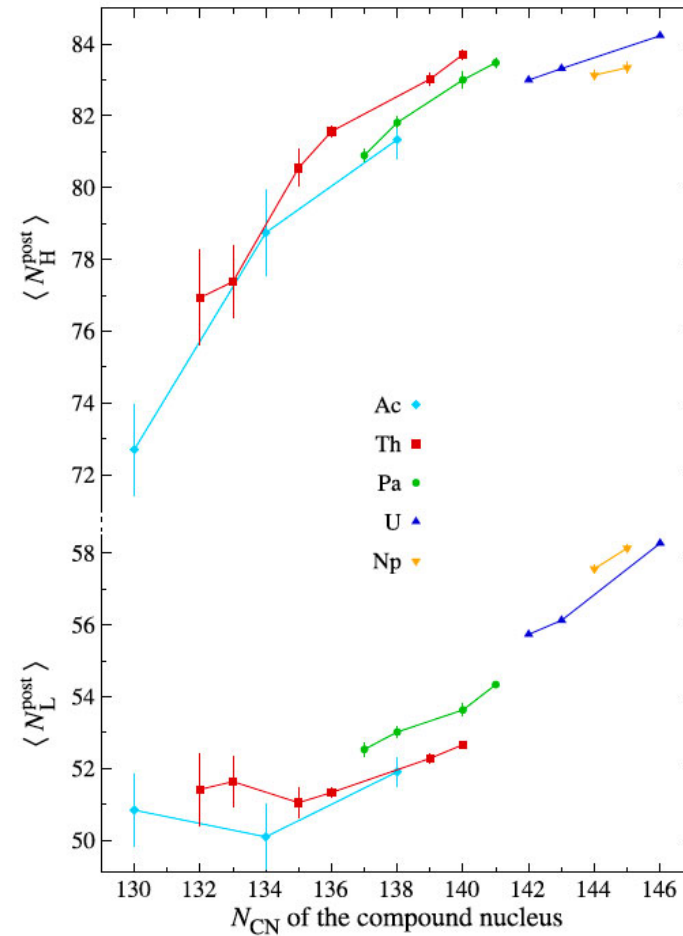 84
82
80
78
76
74
72
⟨ N_H^post ⟩
Ac
Th
Pa
U
Np
58
56
54
52
50
⟨ N_L^post ⟩
130 132 134 136 138 140 142 144 146
N_CN of the compound nucleus